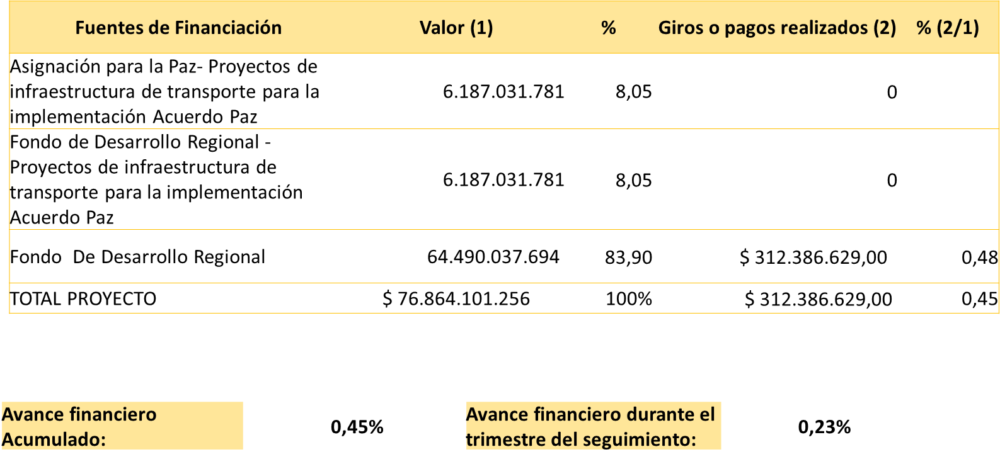 Fuentes de Financiación Valor (1) % Giros o pagos realizados (2) % (2/1)
Asignación para la Paz- Proyectos de
infraestructura de transporte para la
implementación Acuerdo Paz
6.187.031.781 8,05 0
Fondo de Desarrollo Regional -
Proyectos de infraestructura de
transporte para la implementación
Acuerdo Paz
6.187.031.781 8,05 0
Fondo De Desarrollo Regional 64.490.037.694 83,90 $ 312.386.629,00 0,48
TOTAL PROYECTO $ 76.864.101.256 100% $ 312.386.629,00 0,45
Avance financiero
Acumulado:
0,45%
Avance financiero durante el
trimestre del seguimiento:
0,23%